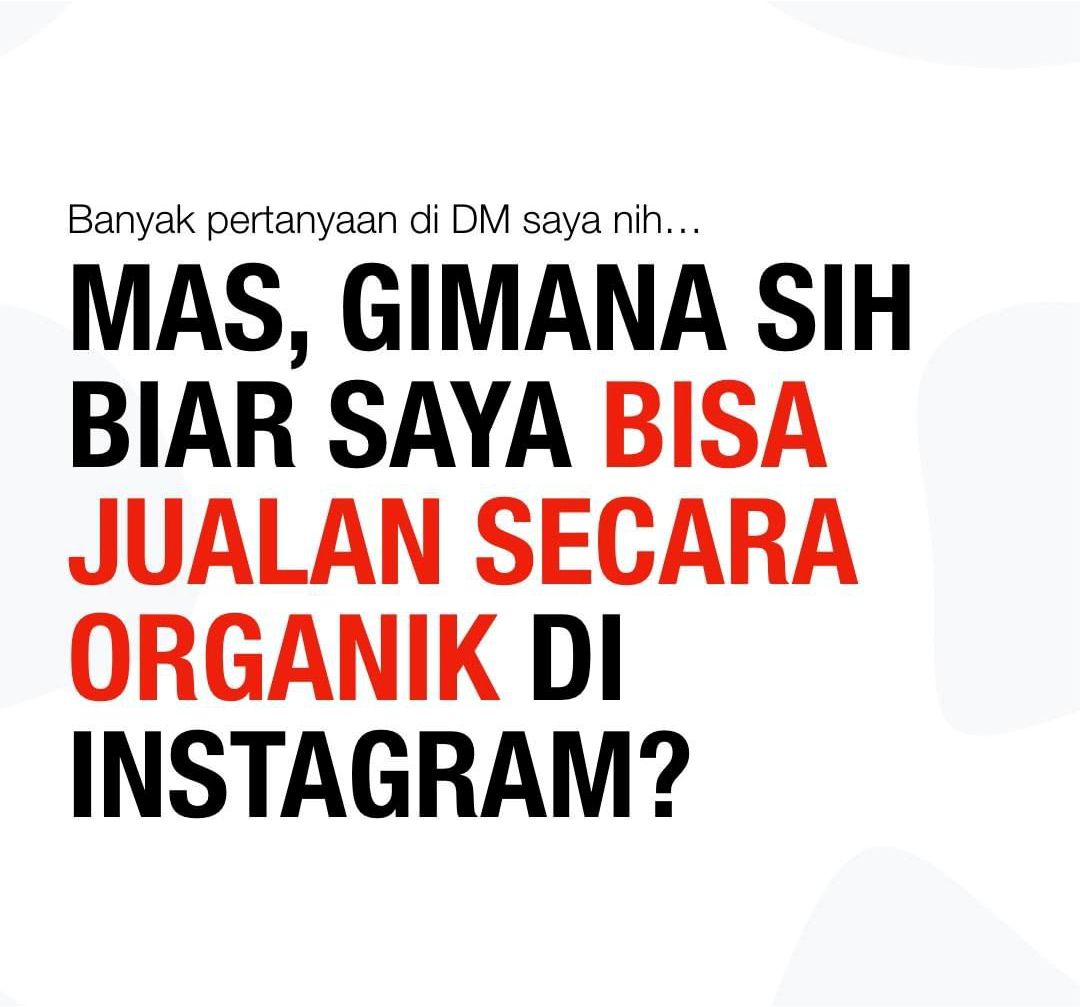 Banyak pertanyaan di DM saya nih...
MAS, GIMANA SIH
BIAR SAYA BISA
JUALAN SECARA
ORGANIK DI
INSTAGRAM?